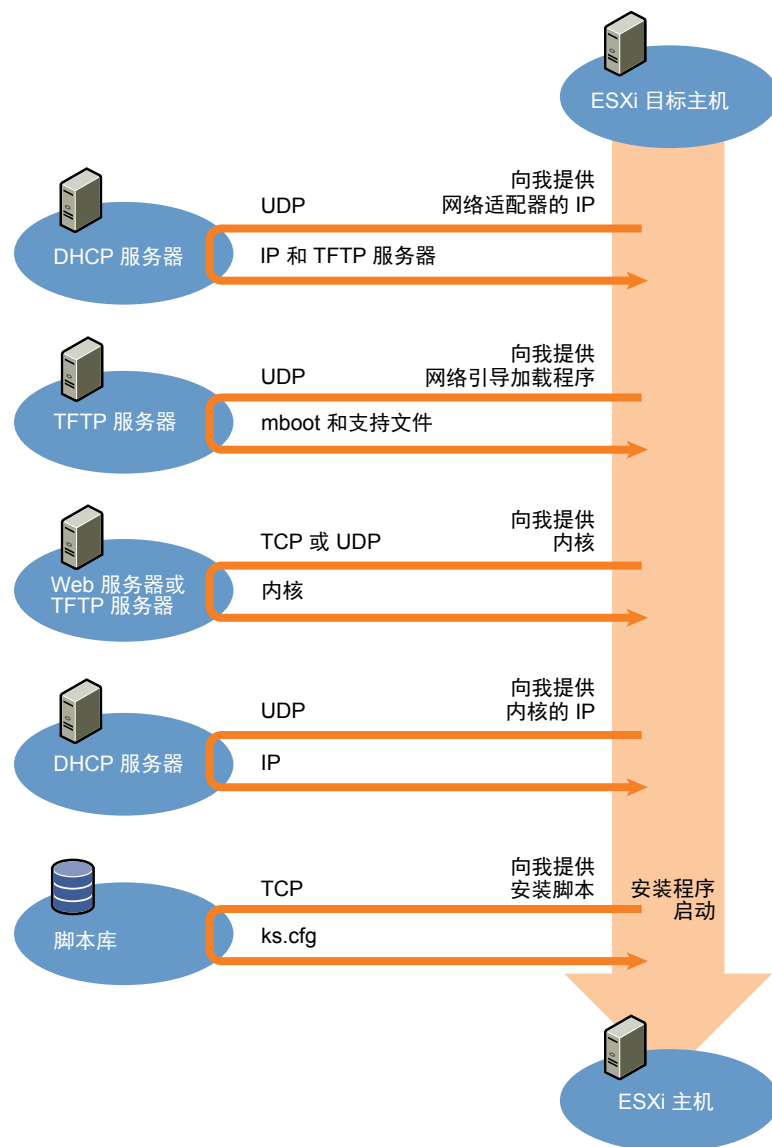 ESXi 目标主机
向我提供
UDP 网络适配器的 IP
DHCP 服务器
IP 和 TFTP 服务器
向我提供
UDP 网络引导加载程序
TFTP 服务器
mboot 和支持文件
向我提供
TCP 或 UDP 内核
Web 服务器或
TFTP 服务器
内核
向我提供
UDP 内核的 IP
DHCP 服务器
IP
向我提供
TCP 安装脚本
安装程序
启动
脚本库
ks.cfg
ESXi 主机